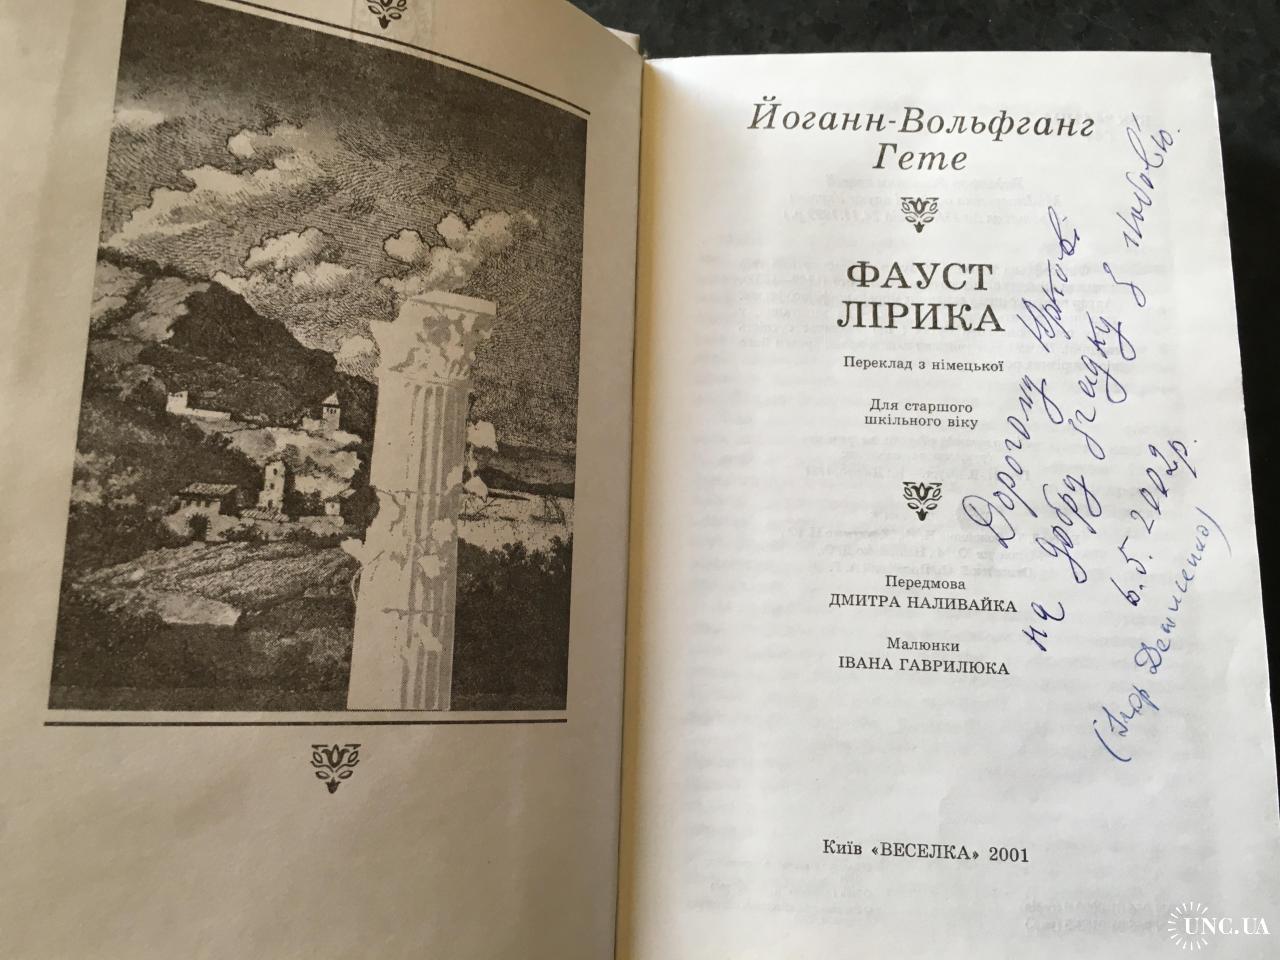 Йоганн-Вольфганг
Гете
ФАУСТ
ЛІРИКА
Переклад з німецької
Для старшого
шкільного віку
Передмова
ДМИТРА НАЛИВАЙКА
Малюнки
ІВАНА ГАВРИЛЮКА
Київ «ВЕСЕЛКА» 2001
Дорогому Юркові
на добру згадку з любов'ю.
6.5.2002р.
(Ігор Денисенко)
UNC.UA